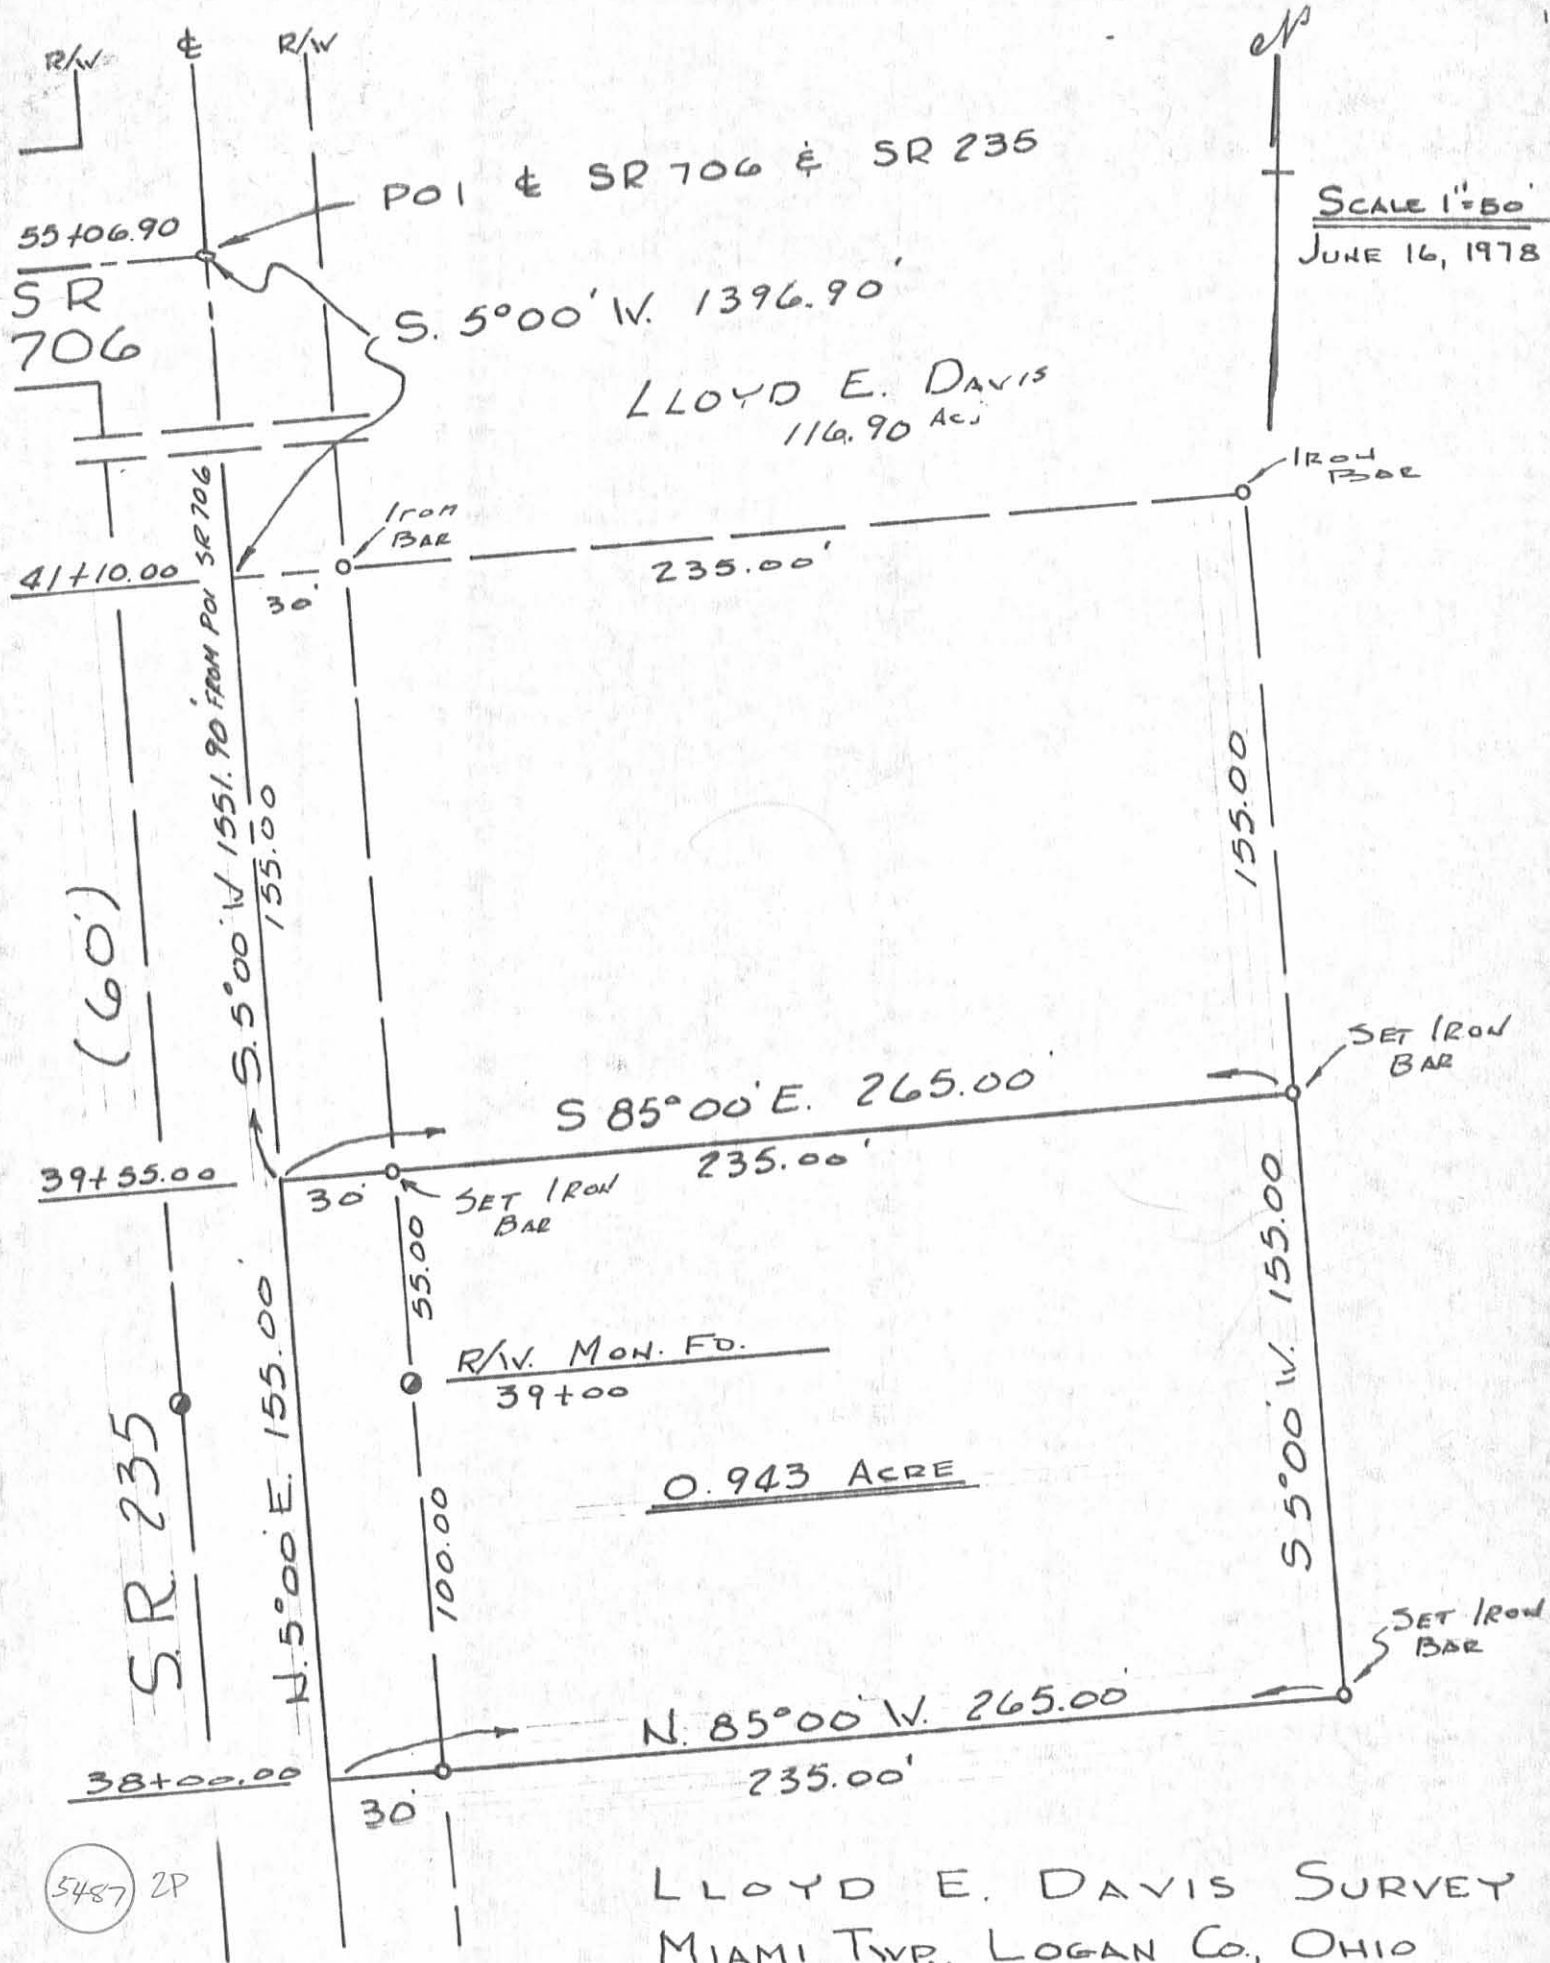 R/W
℄
R/W
N
P01 ℄ SR 706 & SR 235
SCALE 1"=50'
JUNE 16, 1978
55+06.90
SR
706
S. 5°00' W. 1396.90'
LLOYD E. DAVIS
116.90 Acs
IRON
BAR
Iron
BAR
41+10.00
30'
235.00'
S. 5°00' W 1551.90' FROM POI SR 706
155.00
155.00
(60')
SET IRON
BAR
S 85°00' E. 265.00'
235.00'
39+55.00
30'
SET IRON
BAR
55.00
R/W. MON. FD.
39+00
N. 5°00' E. 155.00'
S 5°00' W. 155.00
0.943 ACRE
S.R. 235
100.00
SET IRON
BAR
N. 85°00' W. 265.00'
235.00'
38+00.00
30'
5487 2P
LLOYD E. DAVIS SURVEY
MIAMI TWP. LOGAN CO., OHIO